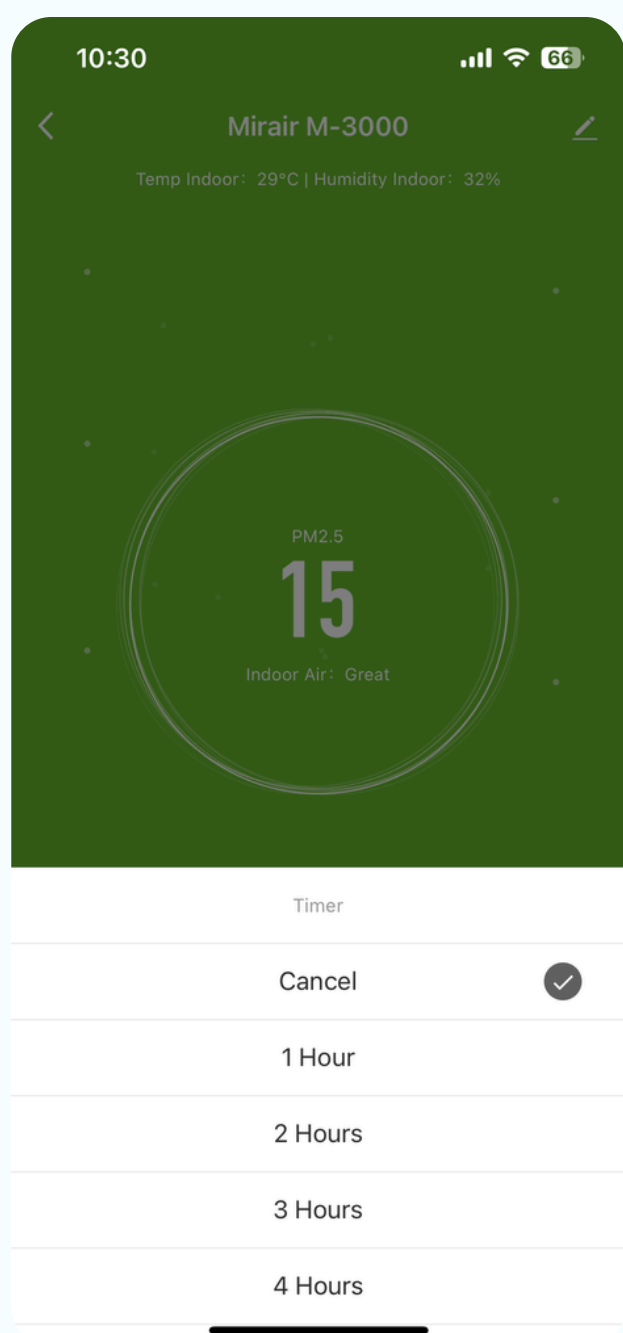 10:30 66
Mirair M-3000
Temp Indoor: 29°C | Humidity Indoor: 32%
PM2.5
15
Indoor Air: Great
Timer
Cancel
1 Hour
2 Hours
3 Hours
4 Hours